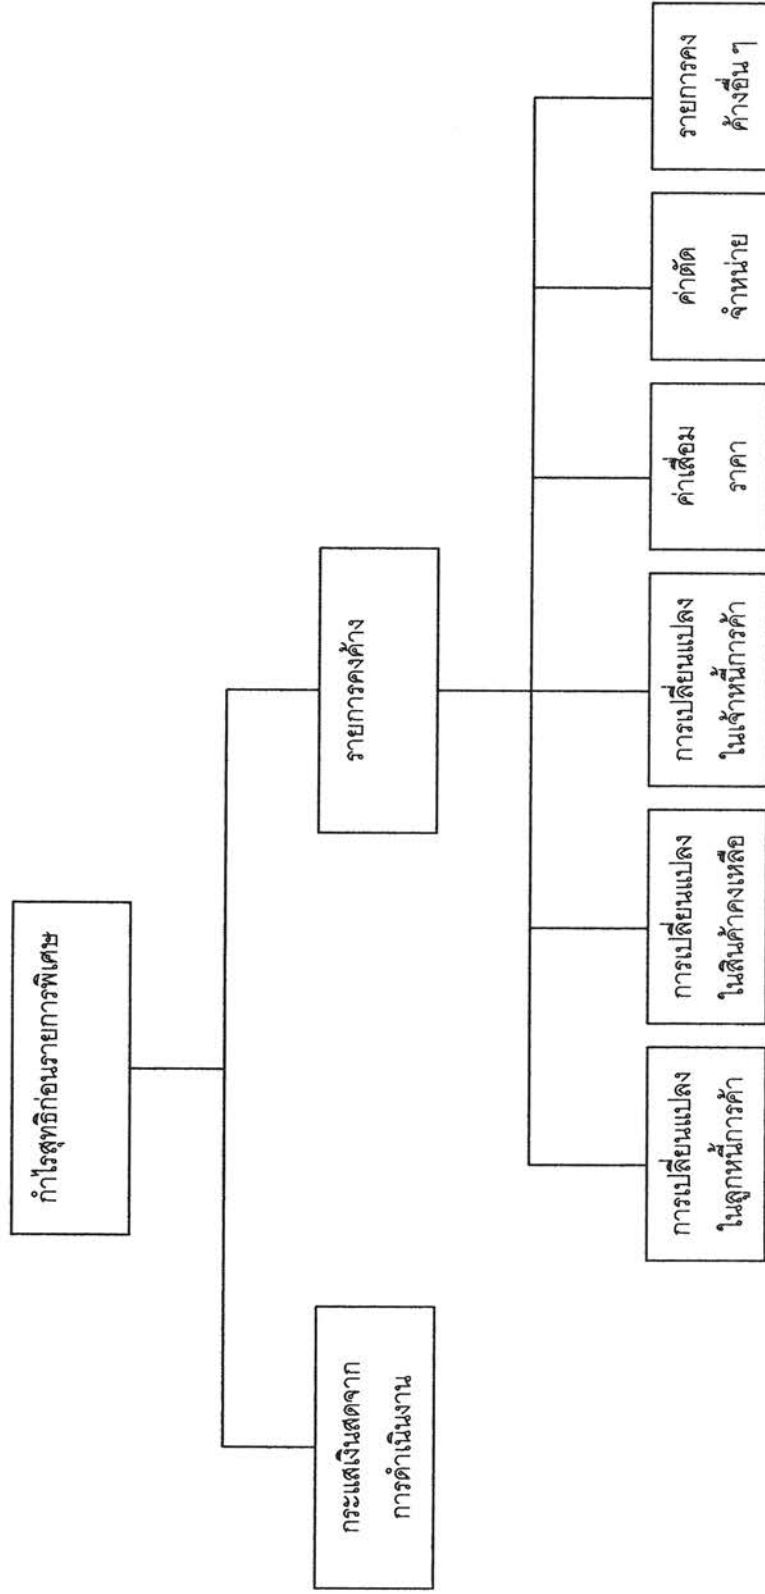 กำไรสุทธิก่อนรายการพิเศษ
กระแสเงินสดจาก
การดำเนินงาน
รายการคงค้าง
การเปลี่ยนแปลง
ในลูกหนี้การค้า
การเปลี่ยนแปลง
ในสินค้าคงเหลือ
การเปลี่ยนแปลง
ในเจ้าหนี้การค้า
ค่าเสื่อม
ราคา
ค่าตัด
จำหน่าย
รายการคง
ค้างอื่น ๆ